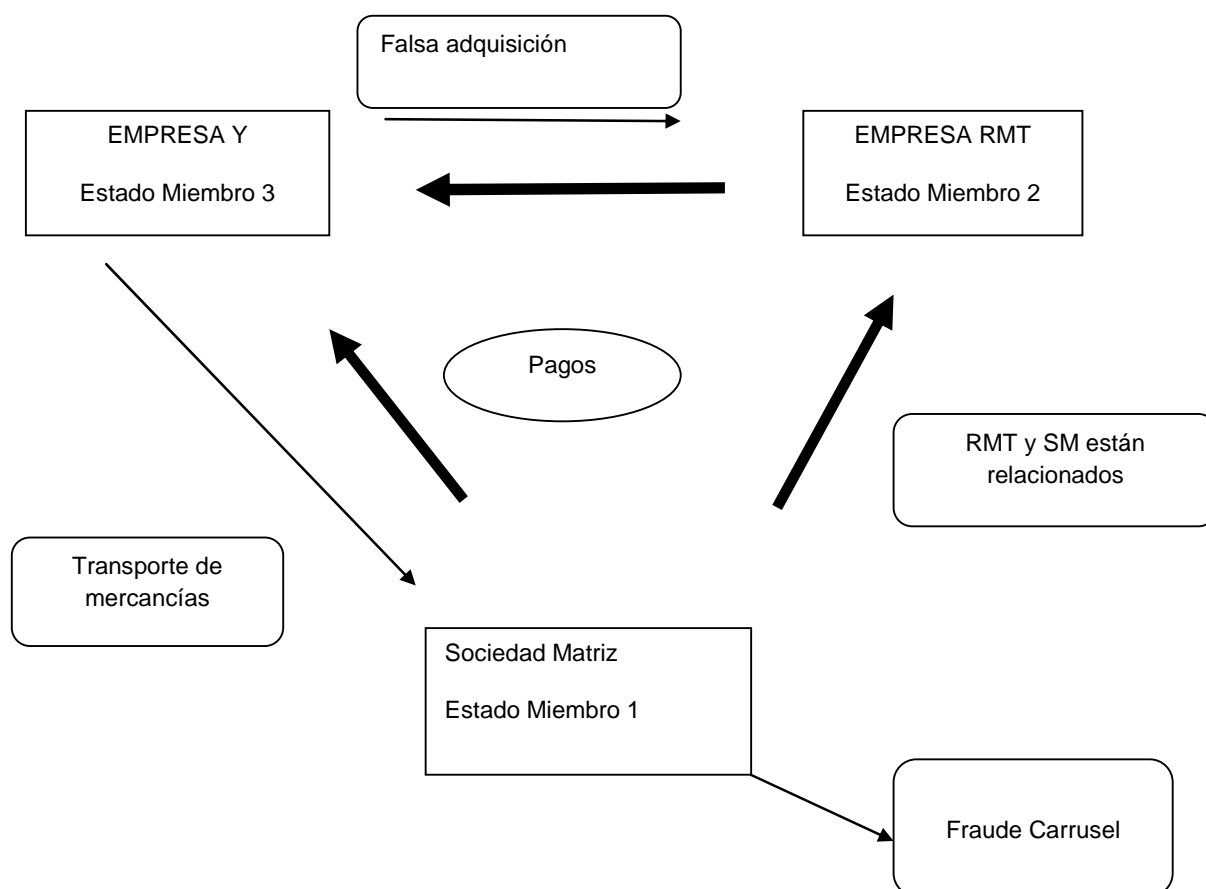 Falsa adquisición
EMPRESA Y
Estado Miembro 3
EMPRESA RMT
Estado Miembro 2
Pagos
RMT y SM están
relacionados
Transporte de
mercancías
Sociedad Matriz
Estado Miembro 1
Fraude Carrusel